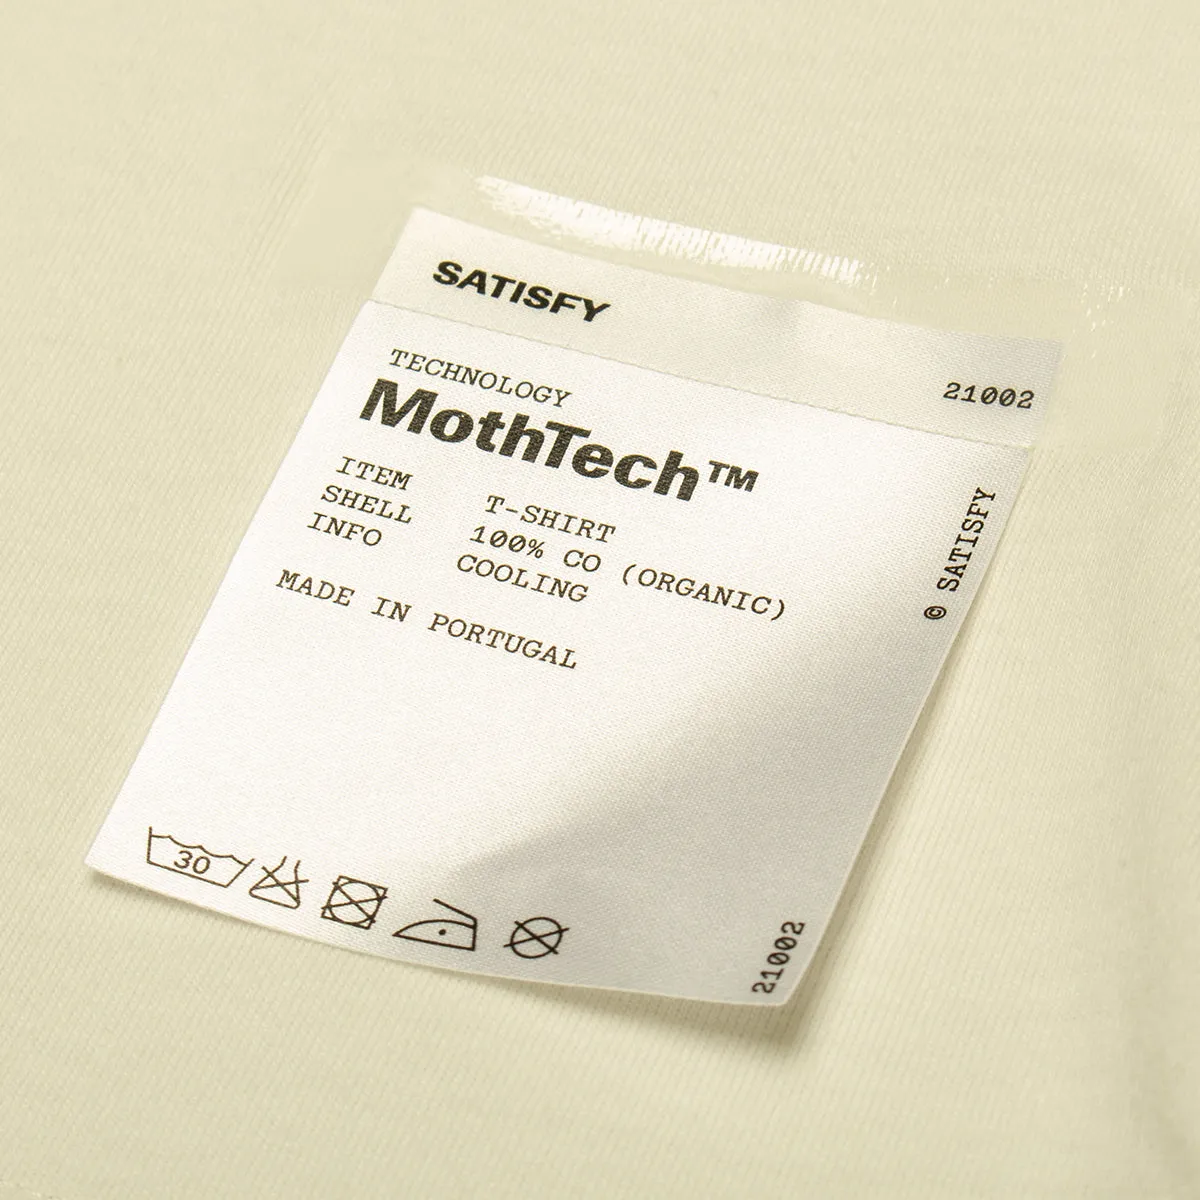 SATISFY
21002
TECHNOLOGY
MothTech™
ITEM T-SHIRT
SHELL 100% CO (ORGANIC)
INFO COOLING
MADE IN PORTUGAL
© SATISFY
30
21002